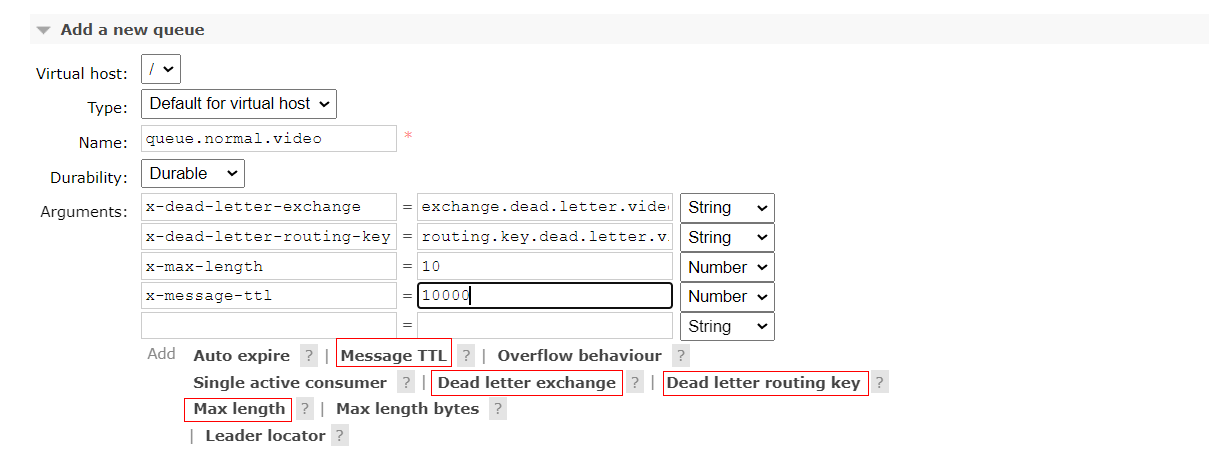 Add a new queue
Virtual host: /
Type: Default for virtual host
Name: queue.normal.video *
Durability: Durable
Arguments: x-dead-letter-exchange = exchange.dead.letter.vide String
x-dead-letter-routing-key = routing.key.dead.letter.v String
x-max-length = 10 Number
x-message-ttl = 10000 Number
= String
Add Auto expire ? | Message TTL ? | Overflow behaviour ?
Single active consumer ? | Dead letter exchange ? | Dead letter routing key ?
Max length ? | Max length bytes ?
| Leader locator ?